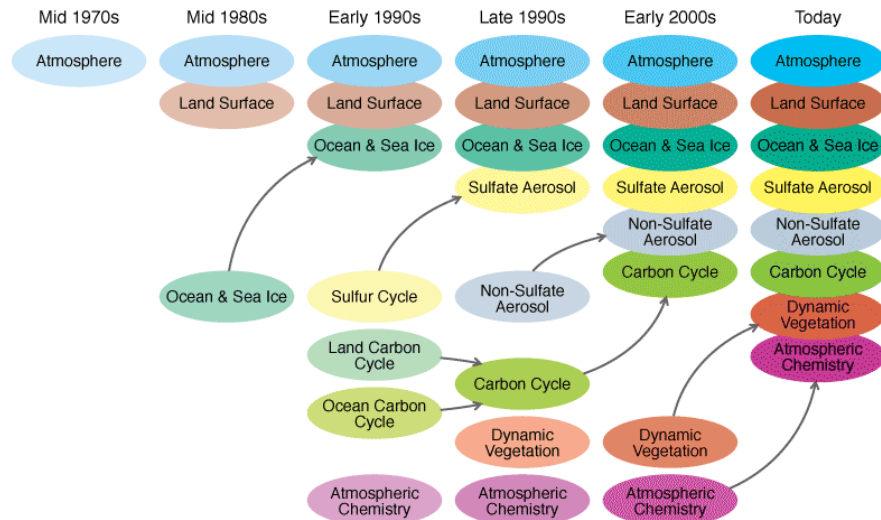 Mid 1970s
Mid 1980s
Early 1990s
Late 1990s
Early 2000s
Today
Atmosphere
Atmosphere
Atmosphere
Atmosphere
Atmosphere
Atmosphere
Land Surface
Land Surface
Land Surface
Land Surface
Land Surface
Ocean & Sea Ice
Ocean & Sea Ice
Ocean & Sea Ice
Ocean & Sea Ice
Sulfate Aerosol
Sulfate Aerosol
Sulfate Aerosol
Non-Sulfate
Aerosol
Non-Sulfate
Aerosol
Carbon Cycle
Carbon Cycle
Ocean & Sea Ice
Sulfur Cycle
Non-Sulfate
Aerosol
Dynamic
Vegetation
Land Carbon
Cycle
Atmospheric
Chemistry
Carbon Cycle
Ocean Carbon
Cycle
Dynamic
Vegetation
Dynamic
Vegetation
Atmospheric
Chemistry
Atmospheric
Chemistry
Atmospheric
Chemistry